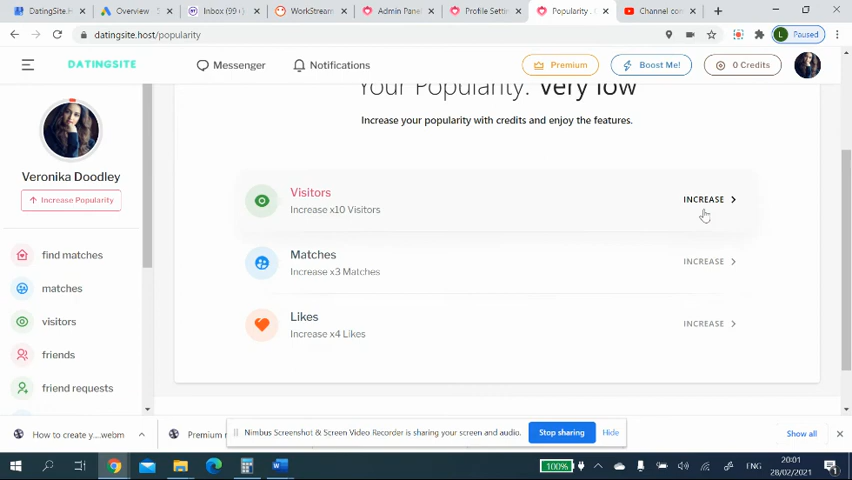 DatingSite.H
Overview
Inbox (99+)
WorkStream
Admin Panel
Profile Settin
Popularity .
Channel con
datingsite.host/popularity
L
Paused
DATINGSITE
Messenger
Notifications
Premium
Boost Me!
0 Credits
Your Popularity: Very low
Increase your popularity with credits and enjoy the features.
Veronika Doodley
Increase Popularity
find matches
matches
visitors
friends
friend requests
Visitors
Increase x10 Visitors
INCREASE
Matches
Increase x3 Matches
INCREASE
Likes
Increase x4 Likes
INCREASE
How to create y....webm
Premium
Nimbus Screenshot & Screen Video Recorder is sharing your screen and audio.
Stop sharing
Hide
Show all
100%
ENG
20:01
28/02/2021